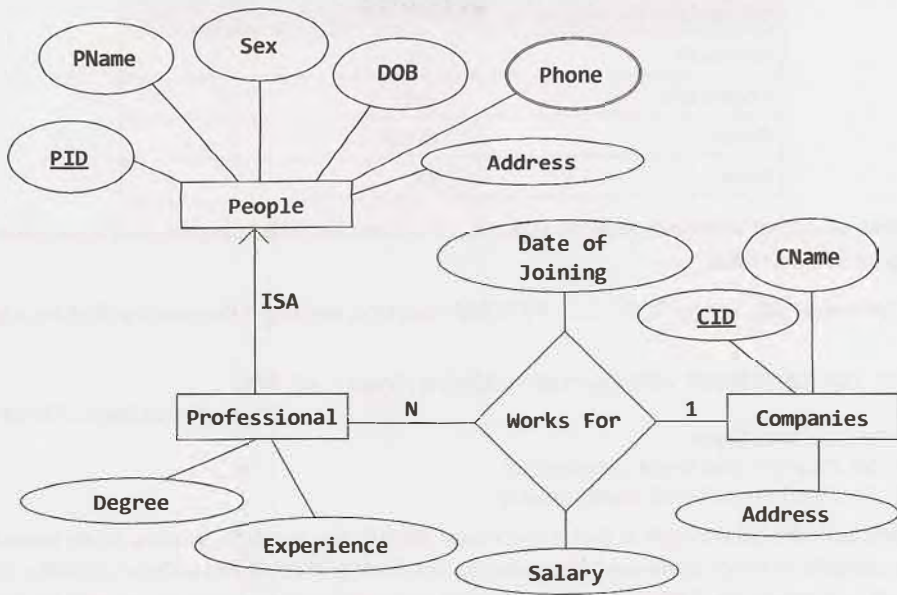 Sex
PName
DOB
Phone
PID
Address
People
Date of
Joining
CName
ISA
CID
Professional
N
Works For
1
Companies
Degree
Address
Experience
Salary